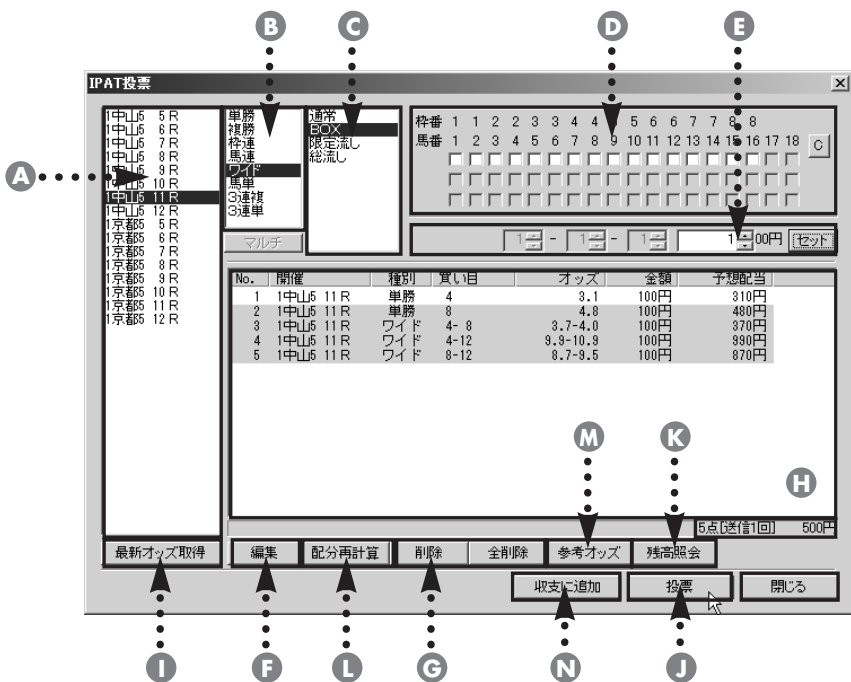 B C D E
IPAT投票
A
1中山5 5R
1中山5 6R
1中山5 7R
1中山5 8R
1中山5 9R
1中山5 10R
1中山5 11R
1中山5 12R
1京都5 5R
1京都5 6R
1京都5 7R
1京都5 8R
1京都5 9R
1京都5 10R
1京都5 11R
1京都5 12R
単勝
複勝
枠連
馬連
ワイド
馬単
3連複
3連単
マルチ
通常
BOX
限定流し
総流し
枠番 1 1 2 2 3 3 4 4 5 6 6 7 7 8 8
馬番 1 2 3 4 5 6 7 8 9 10 11 12 13 14 15 16 17 18 C
1 - 1 - 1 1 00円 セット
No. 開催 種別 買い目 オッズ 金額 予想配当
1 1中山5 11R 単勝 4 3.1 100円 310円
2 1中山5 11R 単勝 8 4.8 100円 480円
3 1中山5 11R ワイド 4- 8 3.7-4.0 100円 370円
4 1中山5 11R ワイド 4-12 9.9-10.9 100円 990円
5 1中山5 11R ワイド 8-12 8.7-9.5 100円 870円
M K
H
5点[送信1回] 500円
最新オッズ取得 編集 配分再計算 削除 全削除 参考オッズ 残高照会
収支に追加 投票 閉じる
I F L G N J